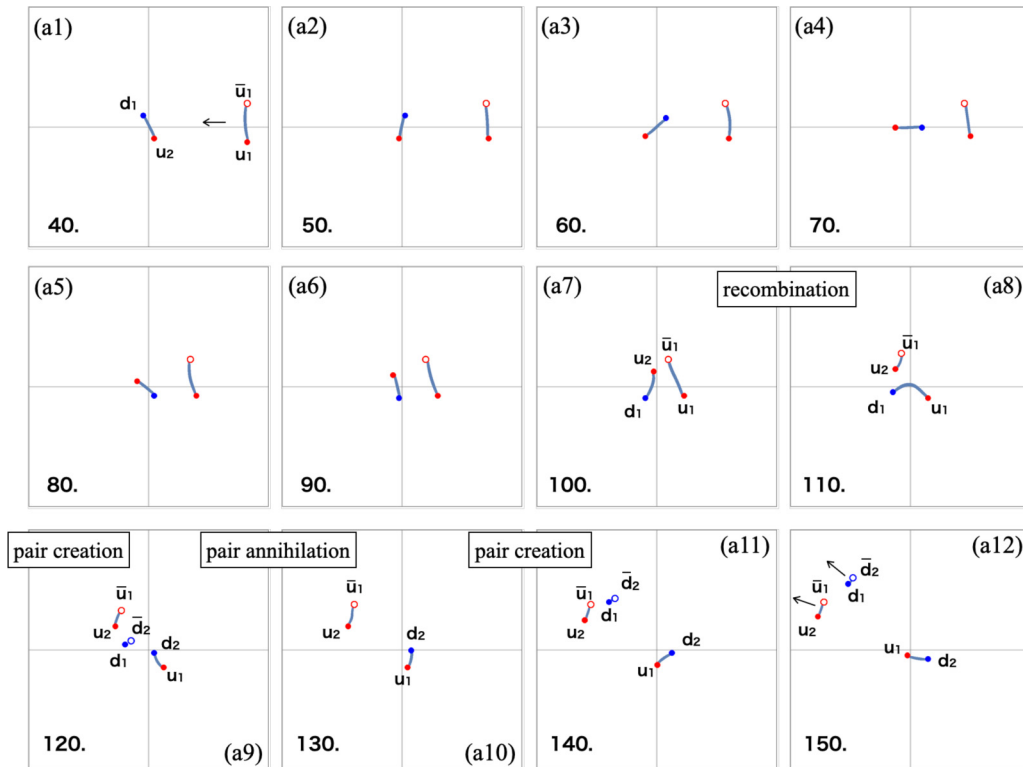 (a1) (a2) (a3) (a4)
d1
ū1
u2
u1
40. 50. 60. 70.
(a5) (a6) (a7) recombination (a8)
u2 ū1
d1 u1
ū1
u2
d1 u1
80. 90. 100. 110.
pair creation pair annihilation pair creation (a11) (a12)
ū1
u2 d̄2
d1 d2
u1
120. (a9)
ū1
d2
u1
130. (a10)
ū1 d̄2
u2 d1
d2
u1
140.
ū1 d̄2
d1
u2
u1 d2
150.